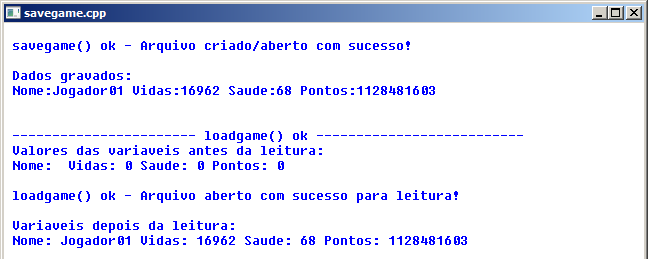 savegame.cpp
savegame() ok - Arquivo criado/aberto com sucesso!
Dados gravados:
Nome:Jogador01 Vidas:16962 Saude:68 Pontos:1128481603
----------------------- loadgame() ok --------------------------
Valores das variaveis antes da leitura:
Nome:  Vidas: 0 Saude: 0 Pontos: 0
loadgame() ok - Arquivo aberto com sucesso para leitura!
Variaveis depois da leitura:
Nome: Jogador01 Vidas: 16962 Saude: 68 Pontos: 1128481603